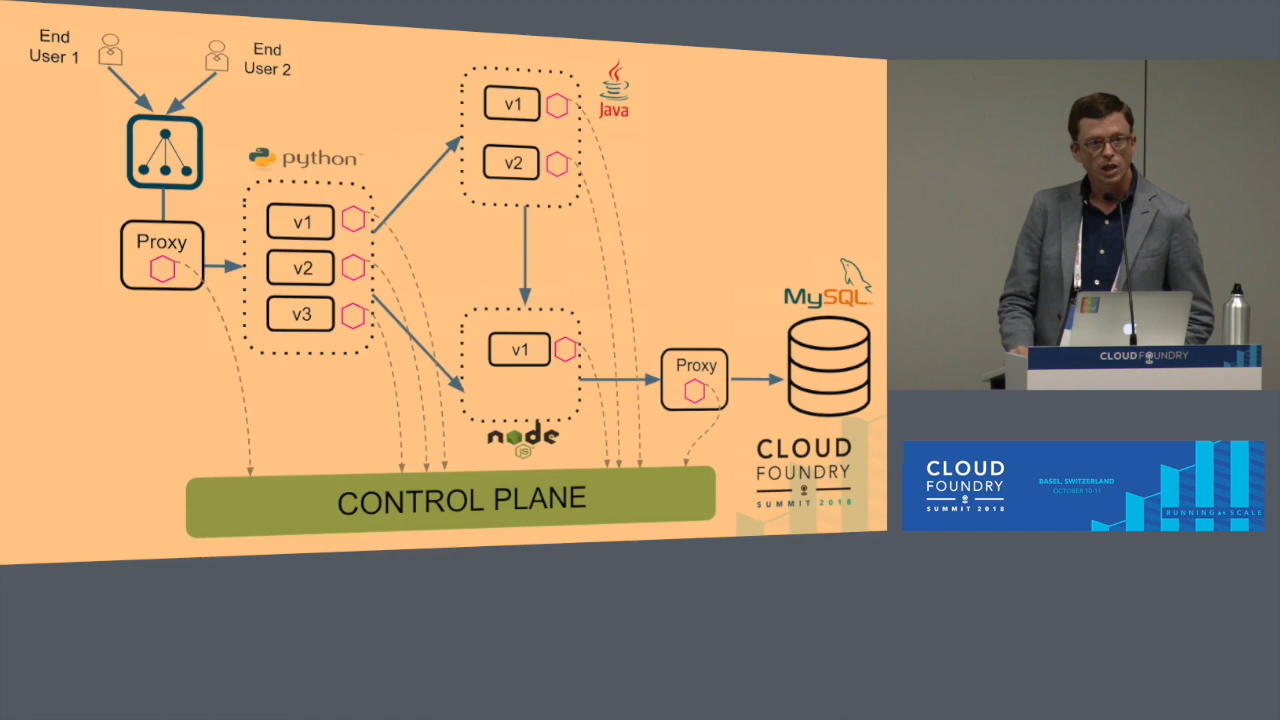 End
User 1
End
User 2
python
Proxy
v1
v2
v3
v1
v2
Java
v1
node
JS
Proxy
MySQL
CONTROL PLANE
CLOUD
FOUNDRY
SUMMIT 2018
CLOUD FOUNDRY
CLOUD
FOUNDRY
SUMMIT 2018
BASEL, SWITZERLAND
OCTOBER 10-11
RUNNING AT SCALE